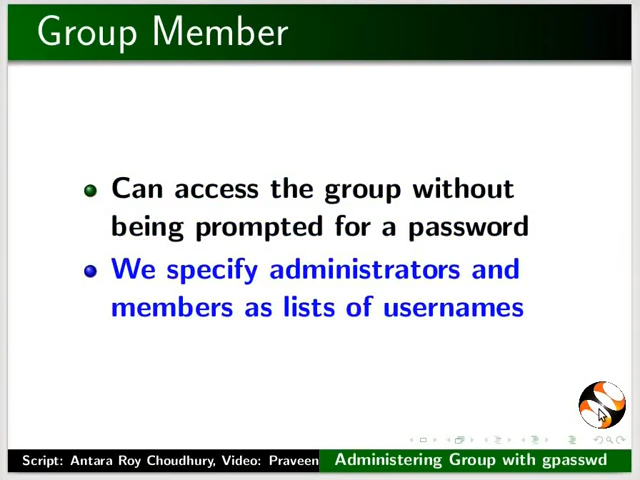 Group Member
Can access the group without
being prompted for a password
We specify administrators and
members as lists of usernames
Script: Antara Roy Choudhury, Video: Praveen
Administering Group with gpasswd